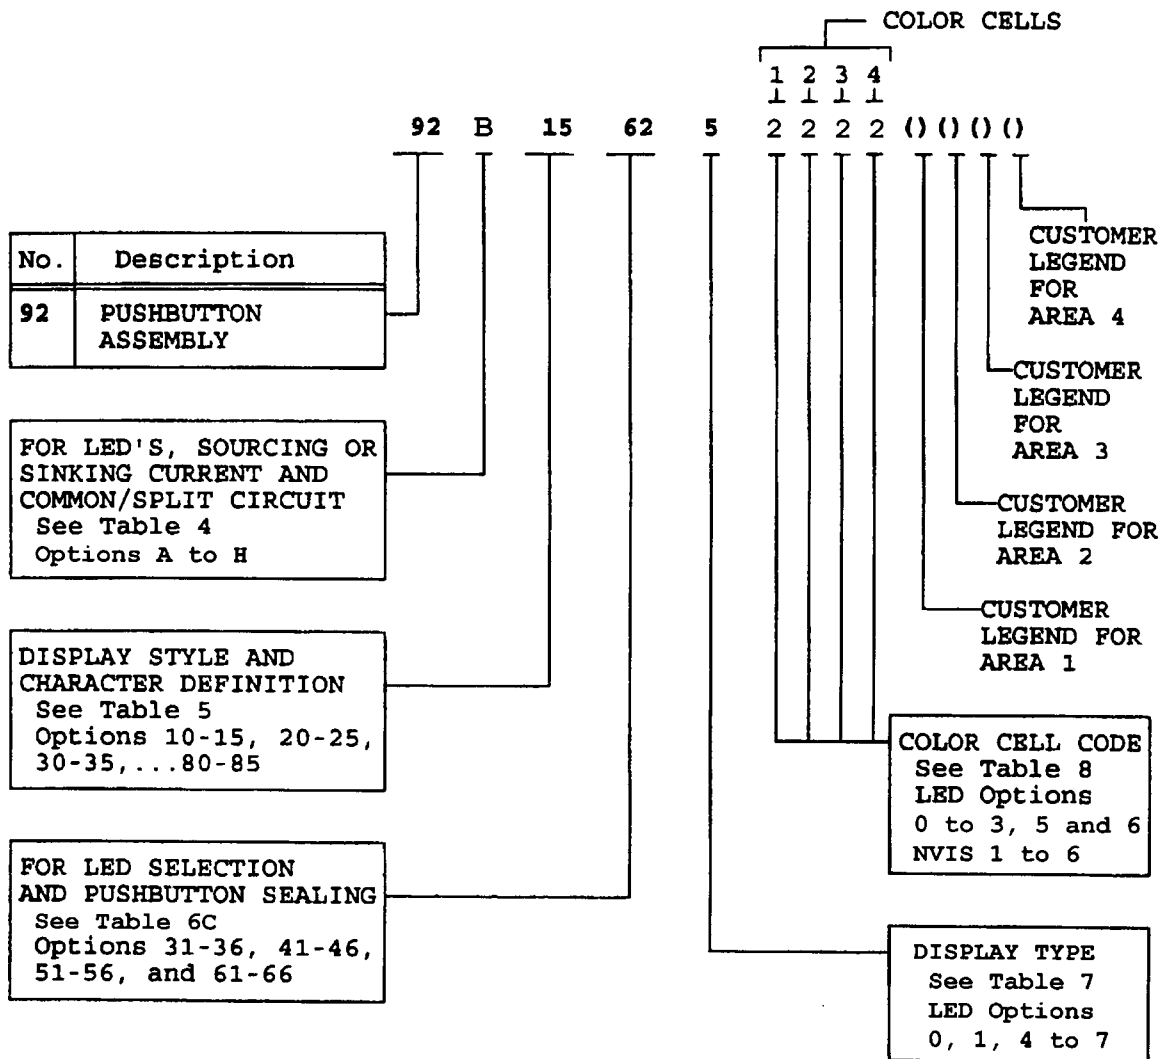 COLOR CELLS
1 2 3 4
92 B 15 62 5 2 2 2 2 () () () ()
No. Description
92 PUSHBUTTON
ASSEMBLY
FOR LED'S, SOURCING OR
SINKING CURRENT AND
COMMON/SPLIT CIRCUIT
See Table 4
Options A to H
DISPLAY STYLE AND
CHARACTER DEFINITION
See Table 5
Options 10-15, 20-25,
30-35,...80-85
FOR LED SELECTION
AND PUSHBUTTON SEALING
See Table 6C
Options 31-36, 41-46,
51-56, and 61-66
CUSTOMER
LEGEND
FOR
AREA 4
CUSTOMER
LEGEND
FOR
AREA 3
CUSTOMER
LEGEND FOR
AREA 2
CUSTOMER
LEGEND FOR
AREA 1
COLOR CELL CODE
See Table 8
LED Options
0 to 3, 5 and 6
NVIS 1 to 6
DISPLAY TYPE
See Table 7
LED Options
0, 1, 4 to 7